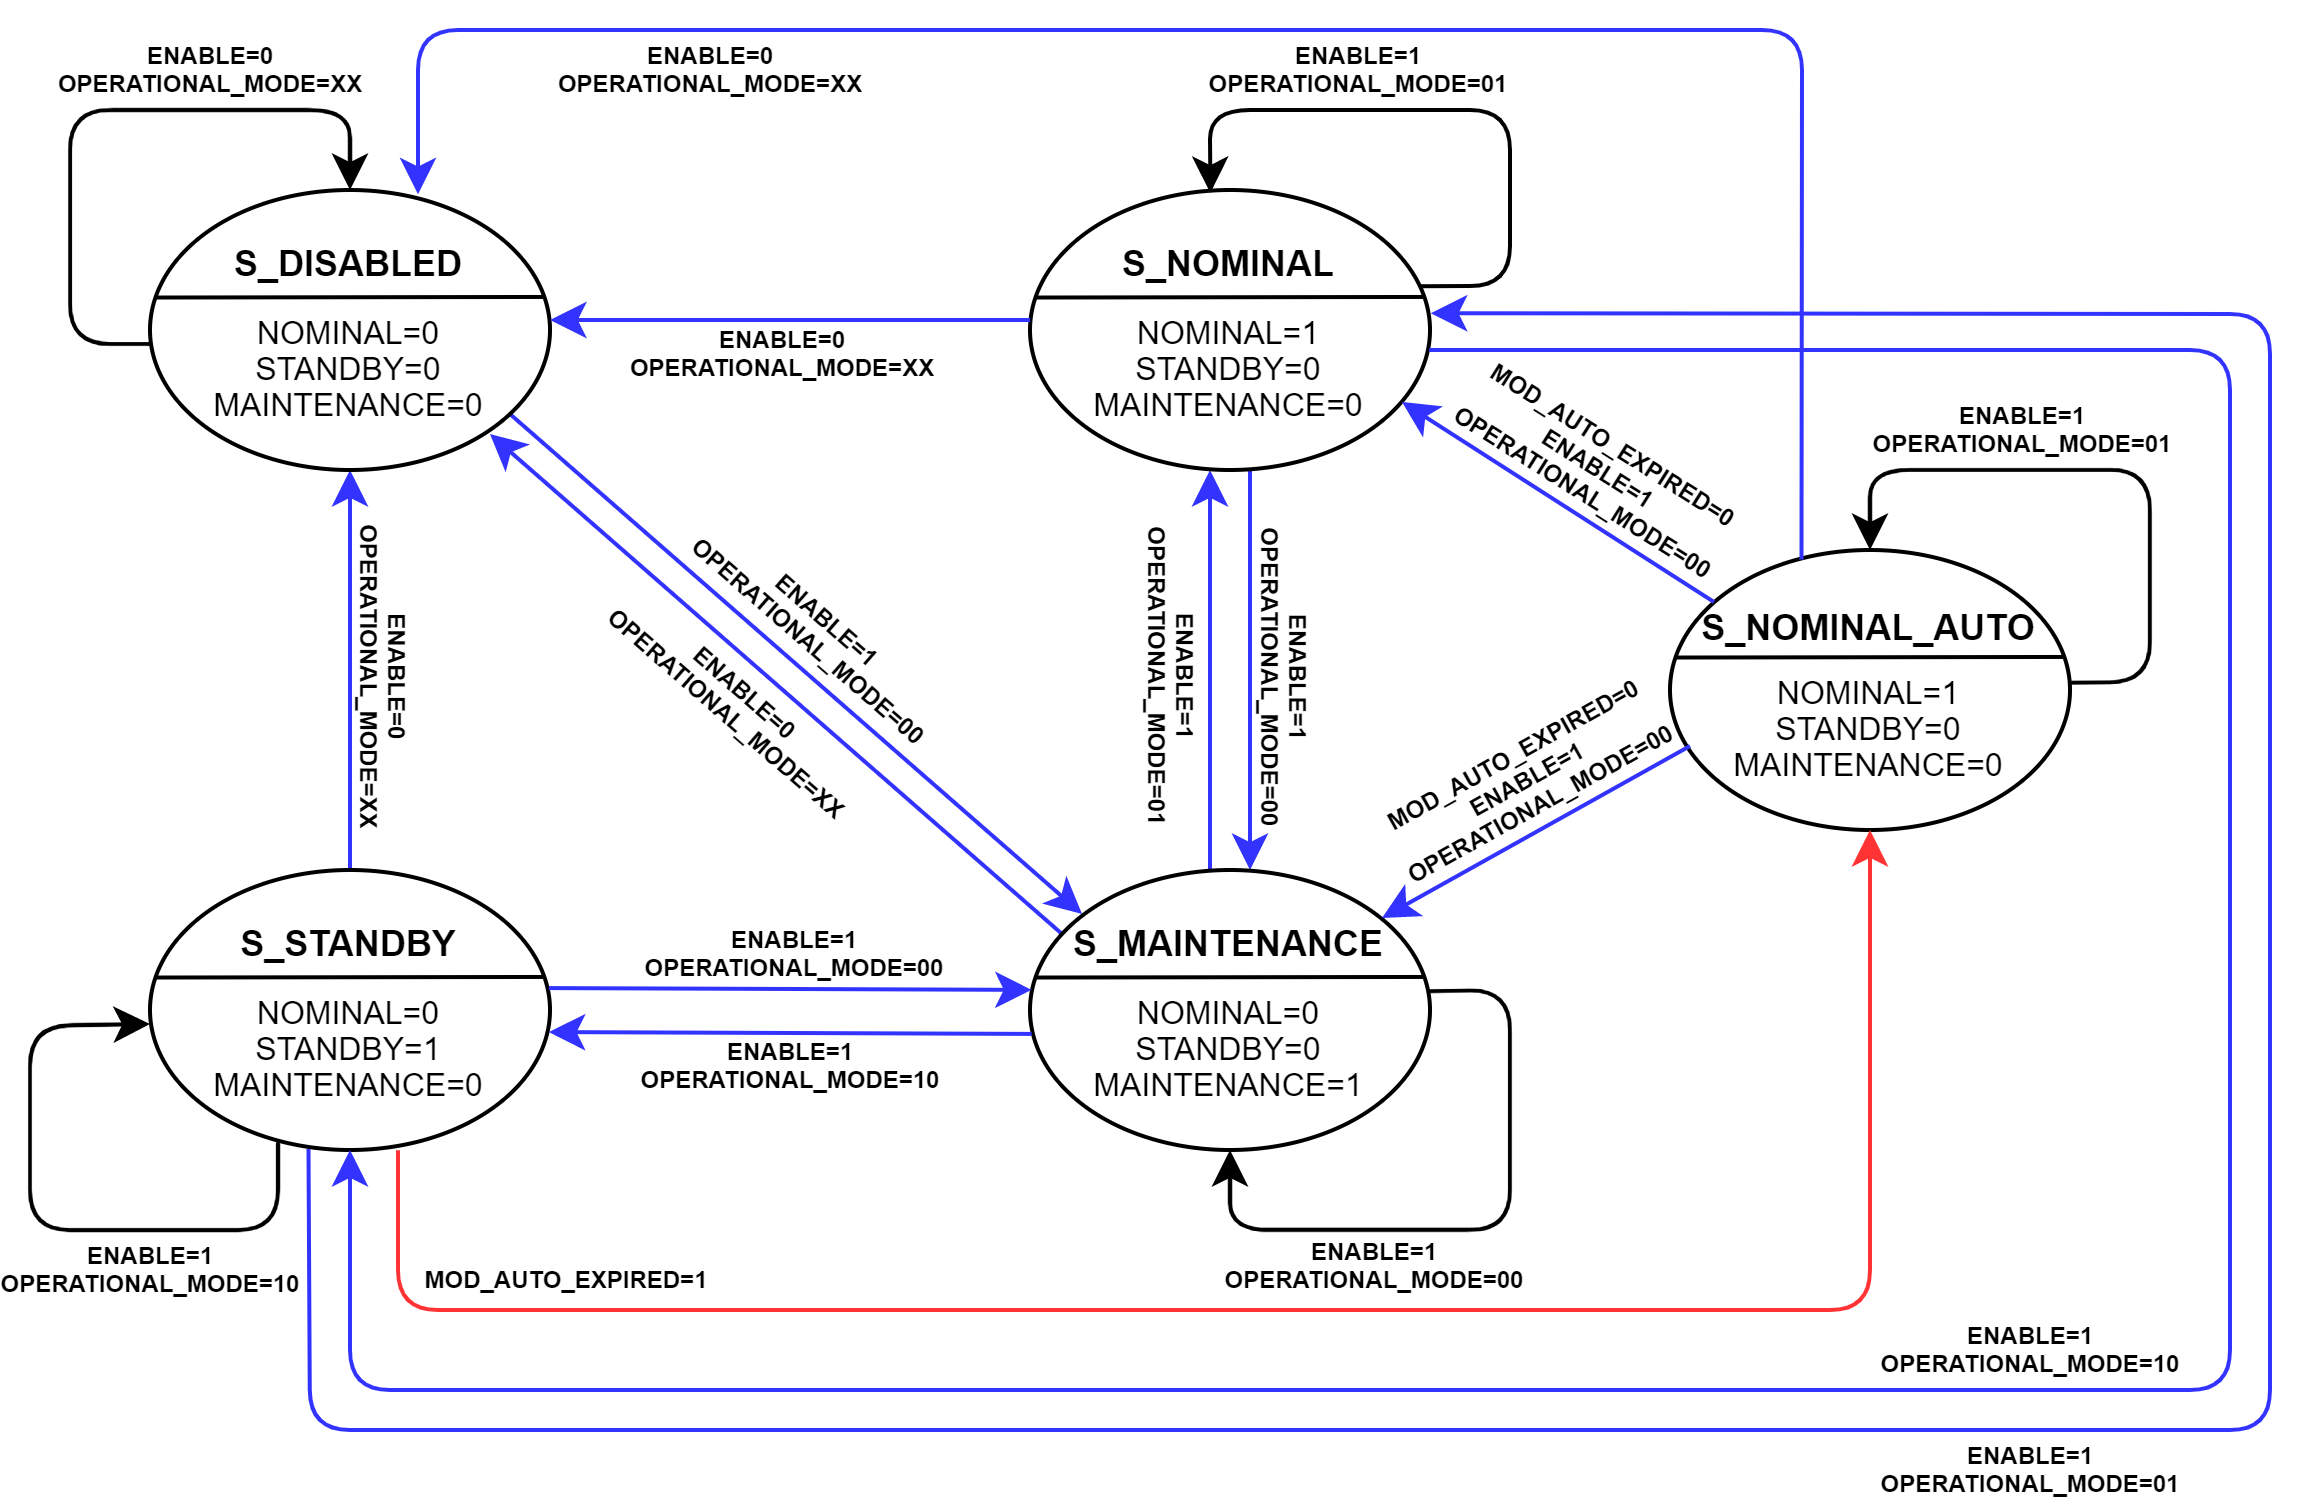 ENABLE=0
OPERATIONAL_MODE=XX
ENABLE=0
OPERATIONAL_MODE=XX
ENABLE=1
OPERATIONAL_MODE=01
S_DISABLED
NOMINAL=0
STANDBY=0
MAINTENANCE=0
ENABLE=0
OPERATIONAL_MODE=XX
S_NOMINAL
NOMINAL=1
STANDBY=0
MAINTENANCE=0
MOD_AUTO_EXPIRED=0
ENABLE=1
OPERATIONAL_MODE=00
ENABLE=1
OPERATIONAL_MODE=01
ENABLE=0
OPERATIONAL_MODE=XX
ENABLE=1
OPERATIONAL_MODE=00
ENABLE=0
OPERATIONAL_MODE=XX
ENABLE=1
OPERATIONAL_MODE=01
ENABLE=1
OPERATIONAL_MODE=00
S_NOMINAL_AUTO
NOMINAL=1
STANDBY=0
MAINTENANCE=0
MOD_AUTO_EXPIRED=0
ENABLE=1
OPERATIONAL_MODE=00
S_STANDBY
NOMINAL=0
STANDBY=1
MAINTENANCE=0
ENABLE=1
OPERATIONAL_MODE=00
ENABLE=1
OPERATIONAL_MODE=10
S_MAINTENANCE
NOMINAL=0
STANDBY=0
MAINTENANCE=1
ENABLE=1
OPERATIONAL_MODE=10
MOD_AUTO_EXPIRED=1
ENABLE=1
OPERATIONAL_MODE=00
ENABLE=1
OPERATIONAL_MODE=10
ENABLE=1
OPERATIONAL_MODE=01